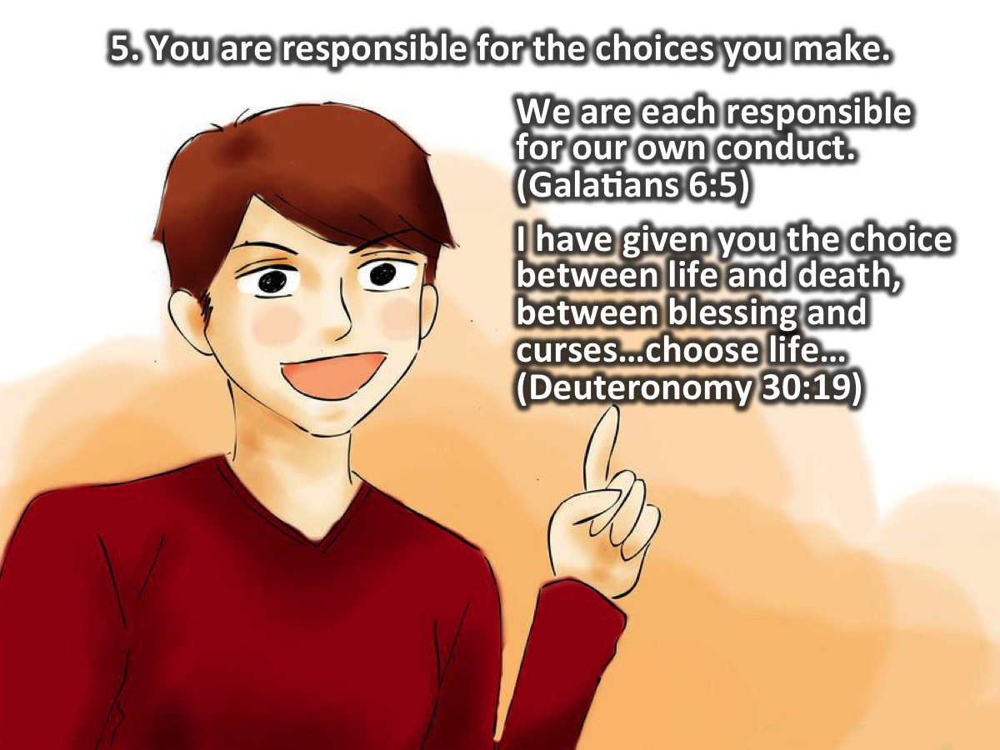 5. You are responsible for the choices you make.
We are each responsible
for our own conduct.
(Galatians 6:5)
I have given you the choice
between life and death,
between blessing and
curses...choose life...
(Deuteronomy 30:19)